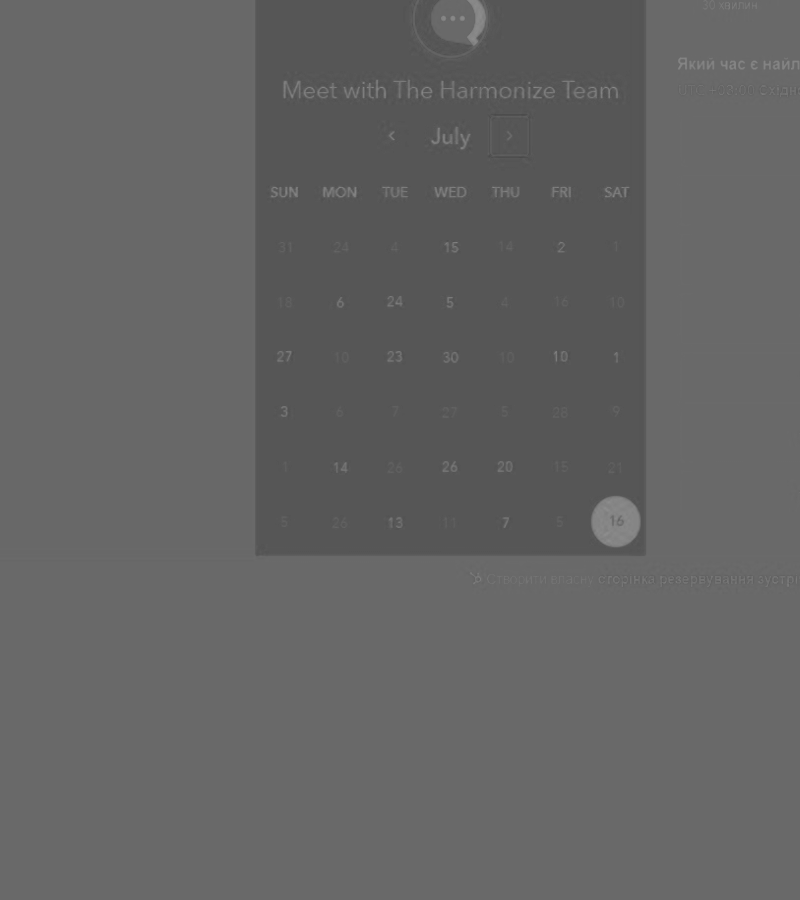 30 хвилин
Який час є найл
Meet with The Harmonize Team
July
SUN MON TUE WED THU FRI SAT
31 24 4 15 14 2 1
18 6 24 5 4 16 10
27 10 23 30 10 10 1
3 6 7 27 5 28 9
1 14 26 26 20 15 21
5 26 13 11 7 5 16
Створити власну сторінка резервування зустрі